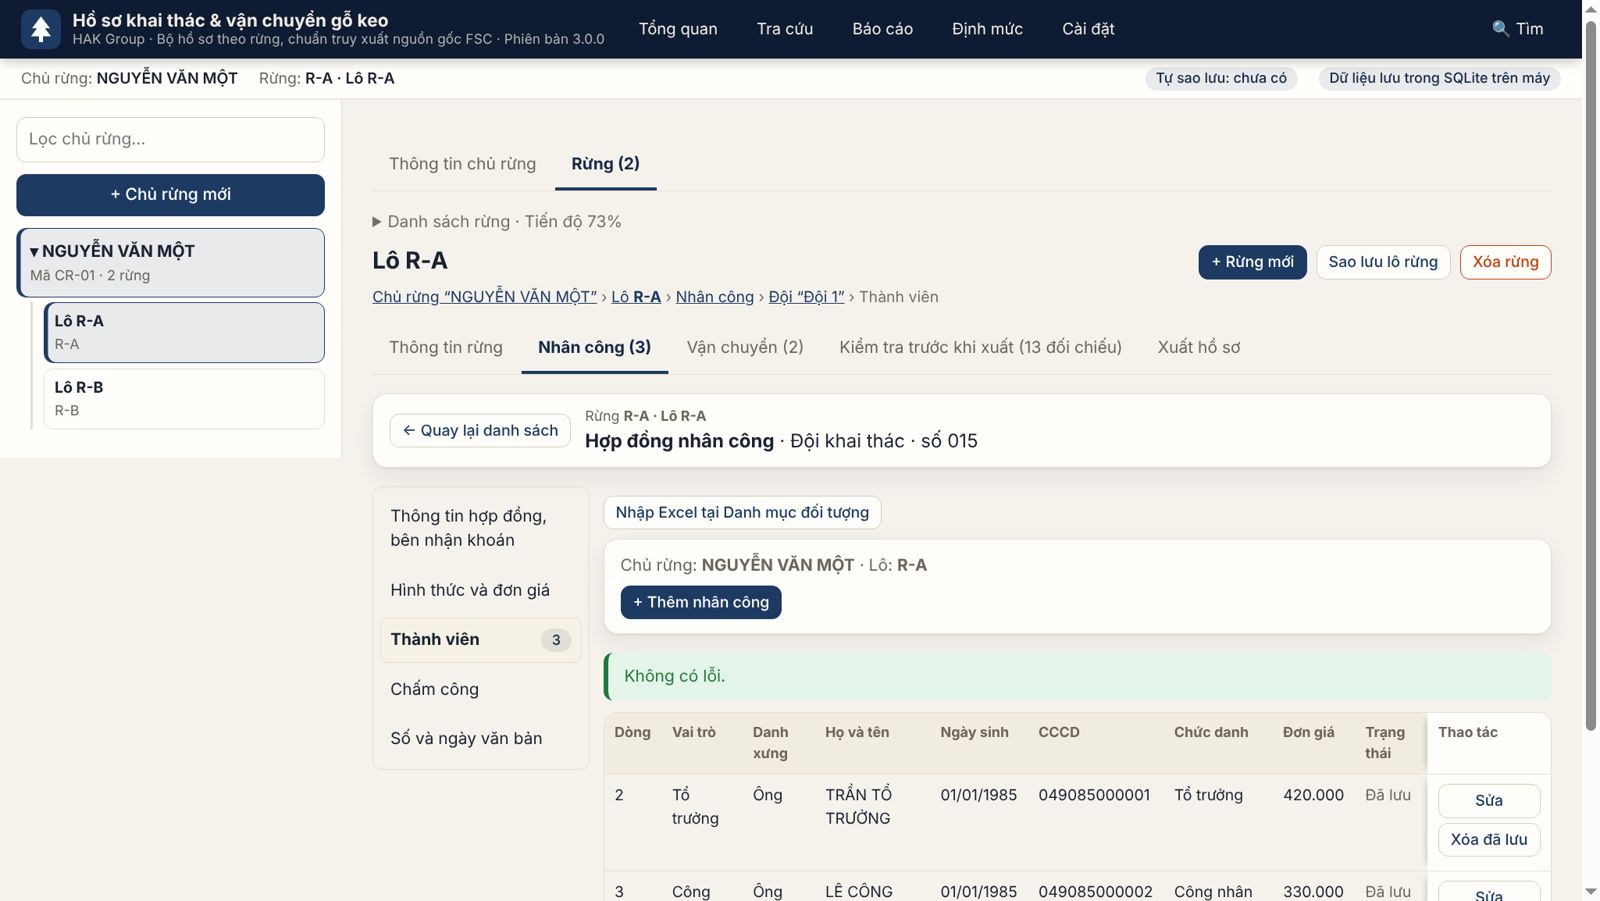 Hồ sơ khai thác & vận chuyển gỗ keo
HAK Group · Bộ hồ sơ theo rừng, chuẩn truy xuất nguồn gốc FSC · Phiên bản 3.0.0
Tổng quan
Tra cứu
Báo cáo
Định mức
Cài đặt
🔍 Tìm
Chủ rừng: NGUYỄN VĂN MỘT
Rừng: R-A · Lô R-A
Tự sao lưu: chưa có
Dữ liệu lưu trong SQLite trên máy
Lọc chủ rừng...
+ Chủ rừng mới
▾ NGUYỄN VĂN MỘT
Mã CR-01 · 2 rừng
Lô R-A
R-A
Lô R-B
R-B
Thông tin chủ rừng
Rừng (2)
▶ Danh sách rừng · Tiến độ 73%
Lô R-A
+ Rừng mới
Sao lưu lô rừng
Xóa rừng
Chủ rừng “NGUYỄN VĂN MỘT” › Lô R-A › Nhân công › Đội “Đội 1” › Thành viên
Thông tin rừng
Nhân công (3)
Vận chuyển (2)
Kiểm tra trước khi xuất (13 đối chiếu)
Xuất hồ sơ
← Quay lại danh sách
Rừng R-A · Lô R-A
Hợp đồng nhân công · Đội khai thác · số 015
Thông tin hợp đồng,
bên nhận khoán
Hình thức và đơn giá
Thành viên 3
Chấm công
Số và ngày văn bản
Nhập Excel tại Danh mục đối tượng
Chủ rừng: NGUYỄN VĂN MỘT · Lô: R-A
+ Thêm nhân công
Không có lỗi.
Dòng Vai trò Danh xưng Họ và tên Ngày sinh CCCD Chức danh Đơn giá Trạng thái Thao tác
2 Tổ trưởng Ông TRẦN TỔ TRƯỞNG 01/01/1985 049085000001 Tổ trưởng 420.000 Đã lưu Sửa
Xóa đã lưu
3 Công Ông LÊ CÔNG 01/01/1985 049085000002 Công nhân 330.000 Đã lưu Sửa